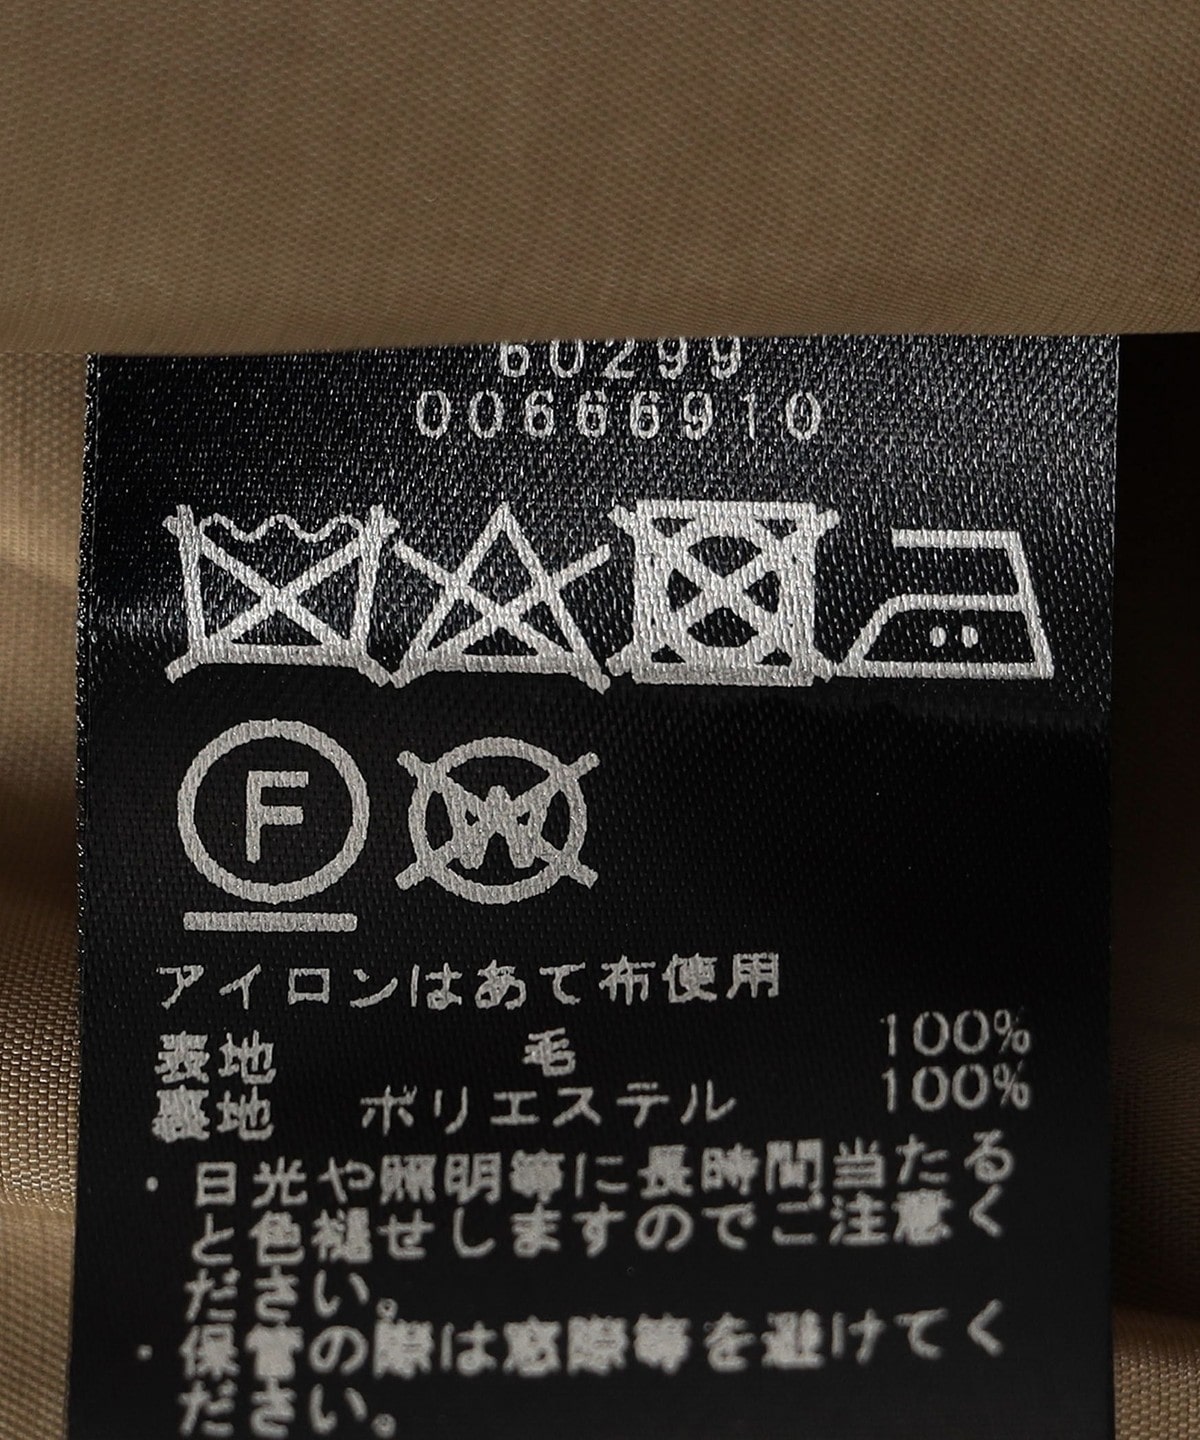 60299
00666910
F
W
アイロンはあて布使用
表地 毛 100%
裏地 ポリエステル 100%
・日光や照明等に長時間当たる
と色褪せしますのでご注意く
ださい。
・保管の際は窓際等を避けてく
ださい。